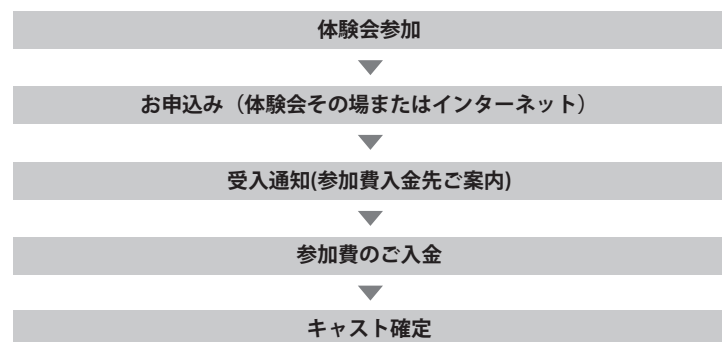 体験会参加
お申込み（体験会その場またはインターネット）
受入通知(参加費入金先ご案内)
参加費のご入金
キャスト確定